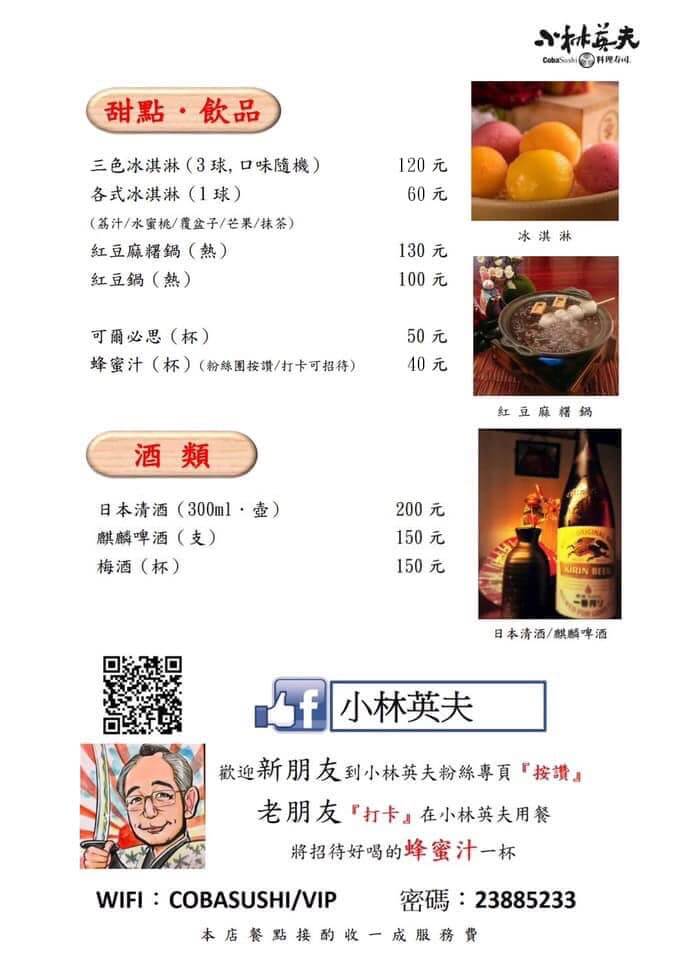 小林英夫
CobaSushi 料理寿司
甜點·飲品
三色冰淇淋(3球,口味隨機) 120 元
各式冰淇淋(1球) 60 元
(荔汁/水蜜桃/覆盆子/芒果/抹茶)
紅豆麻糬鍋(熱) 130 元
紅豆鍋(熱) 100 元
可爾必思(杯) 50 元
蜂蜜汁(杯)(粉絲團按讚/打卡可招待) 40 元
冰淇淋
紅豆麻糬鍋
酒類
日本清酒(300ml·壺) 200 元
麒麟啤酒(支) 150 元
梅酒(杯) 150 元
KIRIN BEER
一番搾り
日本清酒/麒麟啤酒
f 小林英夫
歡迎新朋友到小林英夫粉絲專頁『按讚』
老朋友『打卡』在小林英夫用餐
將招待好喝的蜂蜜汁一杯
WIFI:COBASUSHI/VIP 密碼:23885233
本店餐點接酌收一成服務費